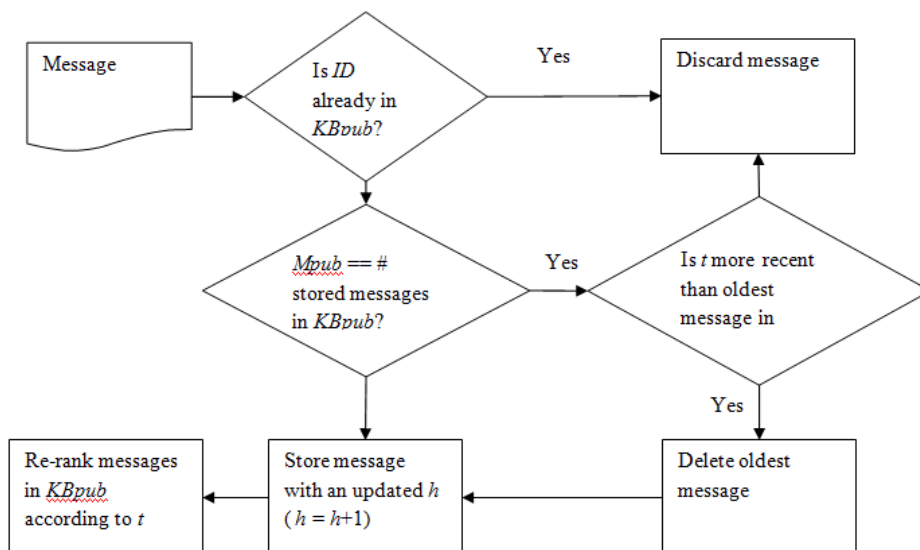 Message
Is ID
already in
KBpub?
Yes
Discard message
Mpub == #
stored messages
in KBpub?
Yes
Is t more recent
than oldest
message in
Yes
Re-rank messages
in KBpub
according to t
Store message
with an updated h
( h = h+1)
Delete oldest
message